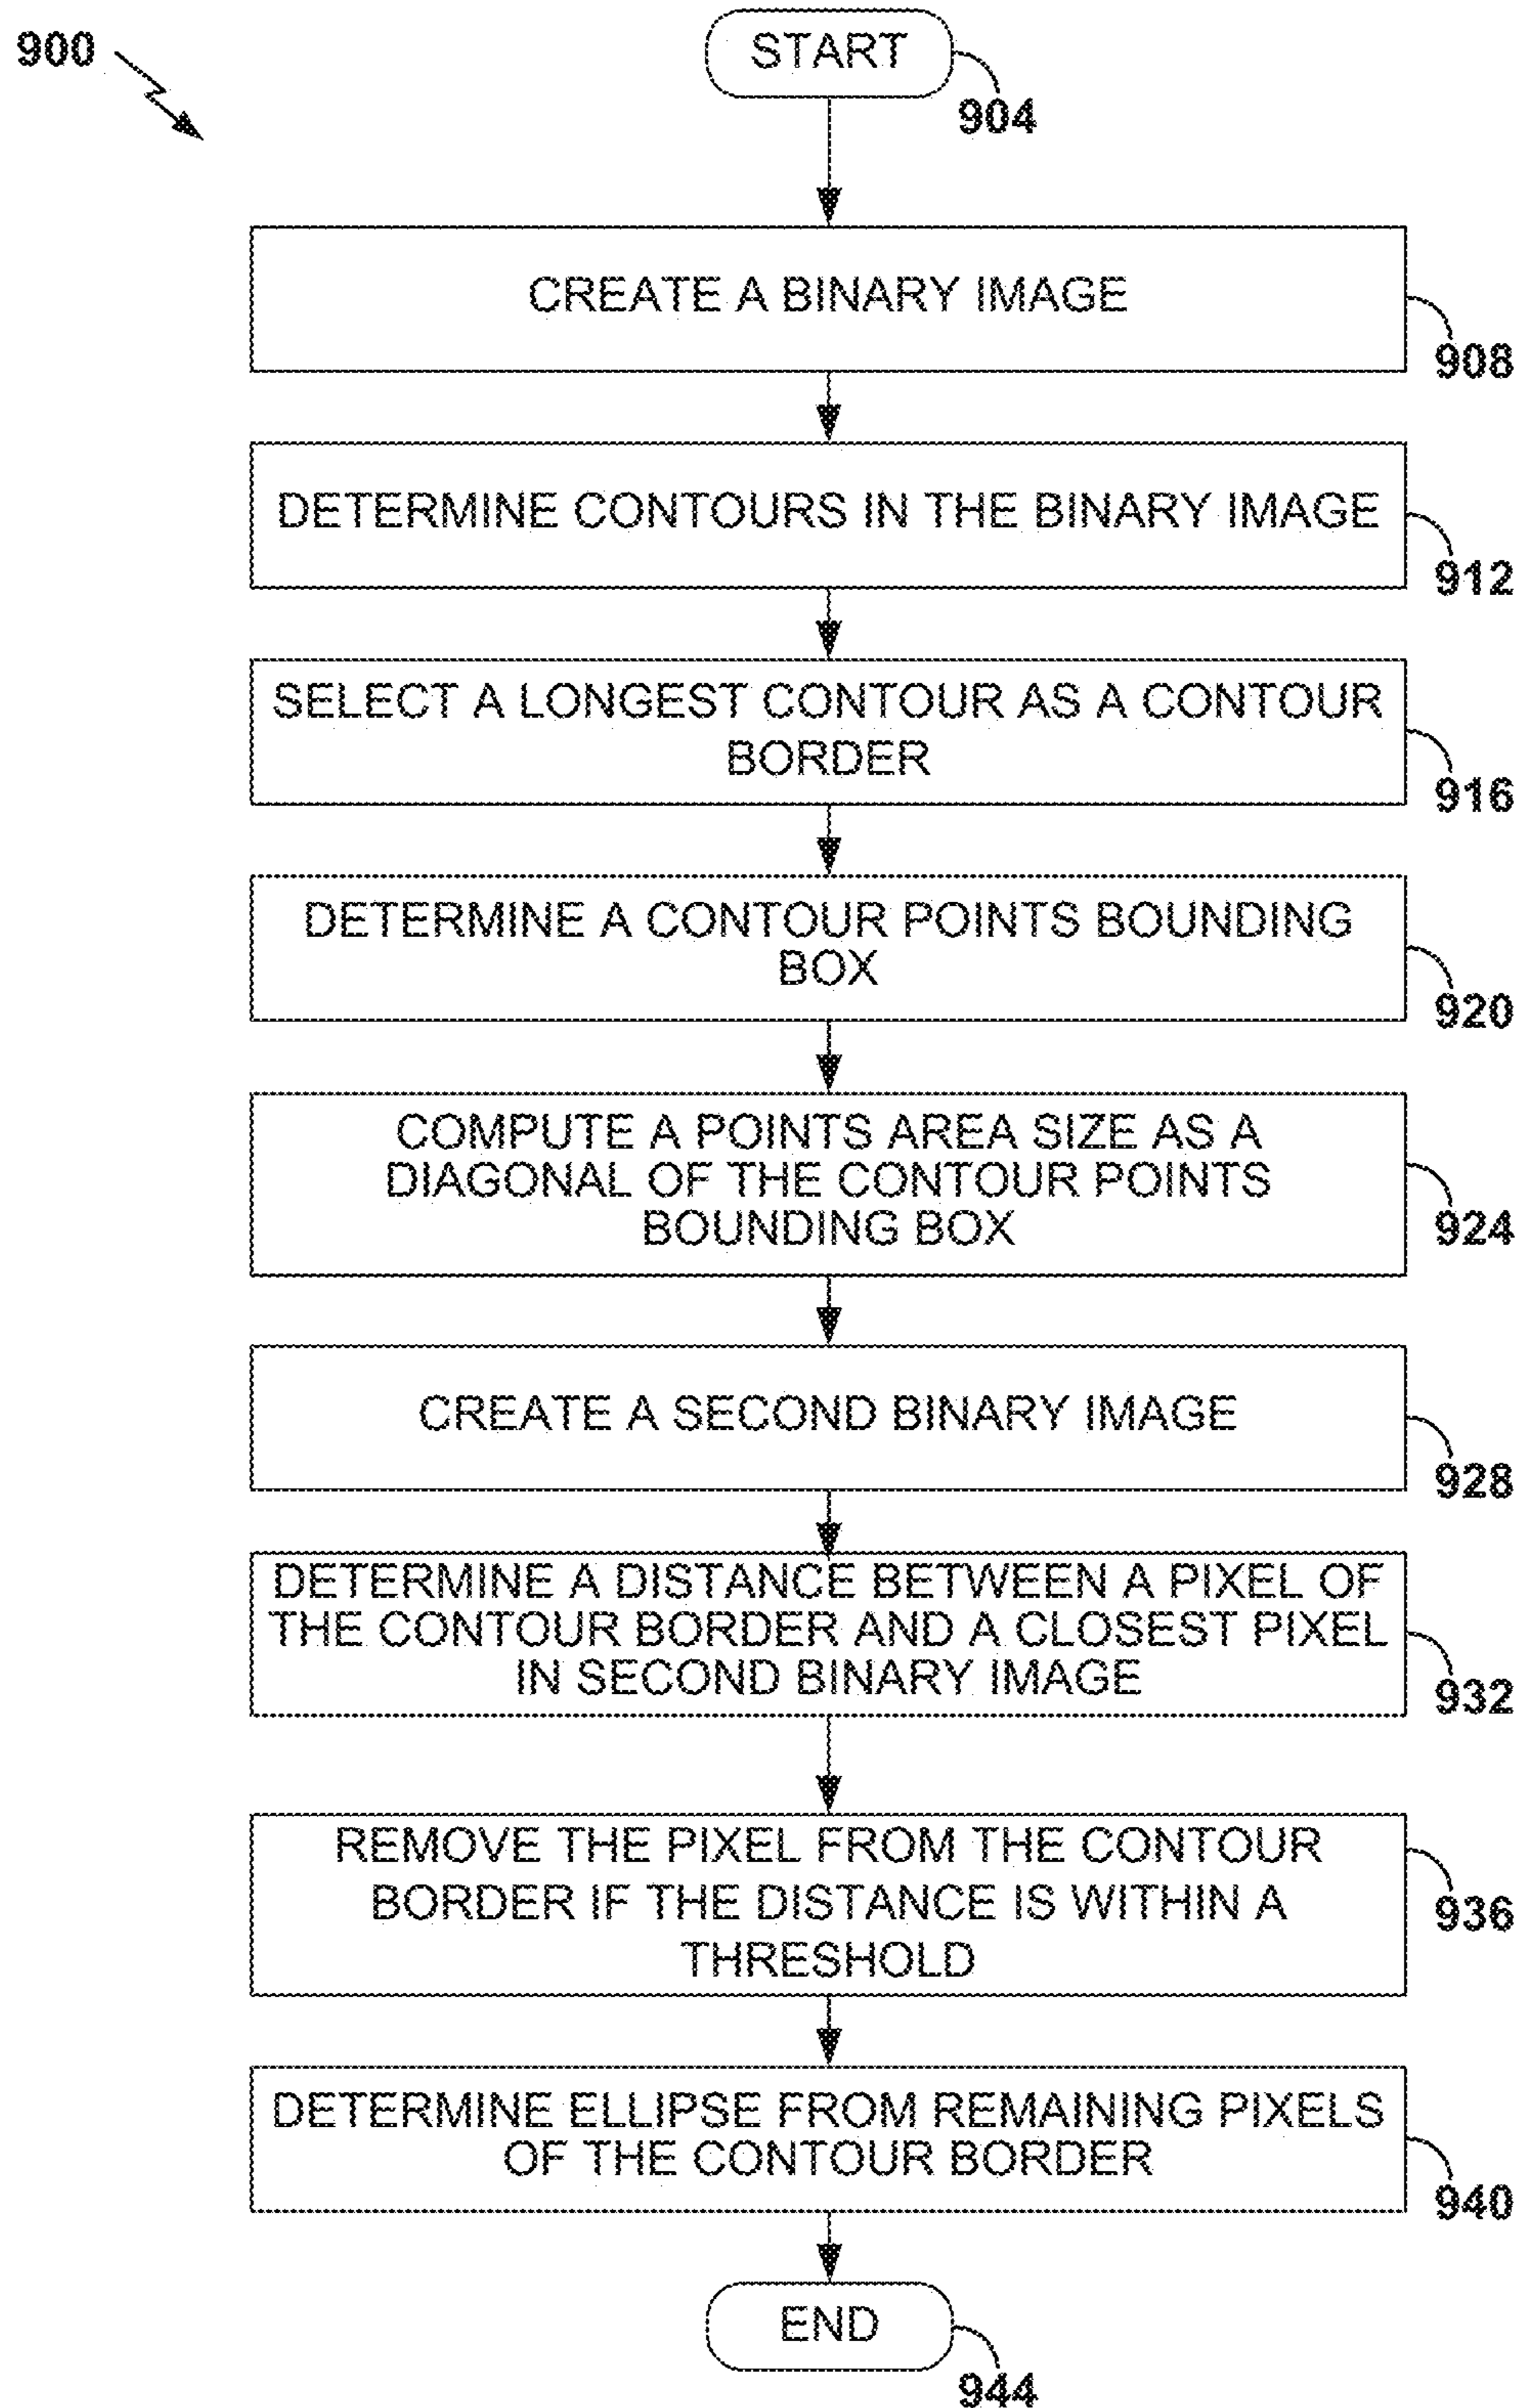 900
START
904
CREATE A BINARY IMAGE
908
DETERMINE CONTOURS IN THE BINARY IMAGE
912
SELECT A LONGEST CONTOUR AS A CONTOUR
BORDER
916
DETERMINE A CONTOUR POINTS BOUNDING
BOX
920
COMPUTE A POINTS AREA SIZE AS A
DIAGONAL OF THE CONTOUR POINTS
BOUNDING BOX
924
CREATE A SECOND BINARY IMAGE
928
DETERMINE A DISTANCE BETWEEN A PIXEL OF
THE CONTOUR BORDER AND A CLOSEST PIXEL
IN SECOND BINARY IMAGE
932
REMOVE THE PIXEL FROM THE CONTOUR
BORDER IF THE DISTANCE IS WITHIN A
THRESHOLD
936
DETERMINE ELLIPSE FROM REMAINING PIXELS
OF THE CONTOUR BORDER
940
END
944